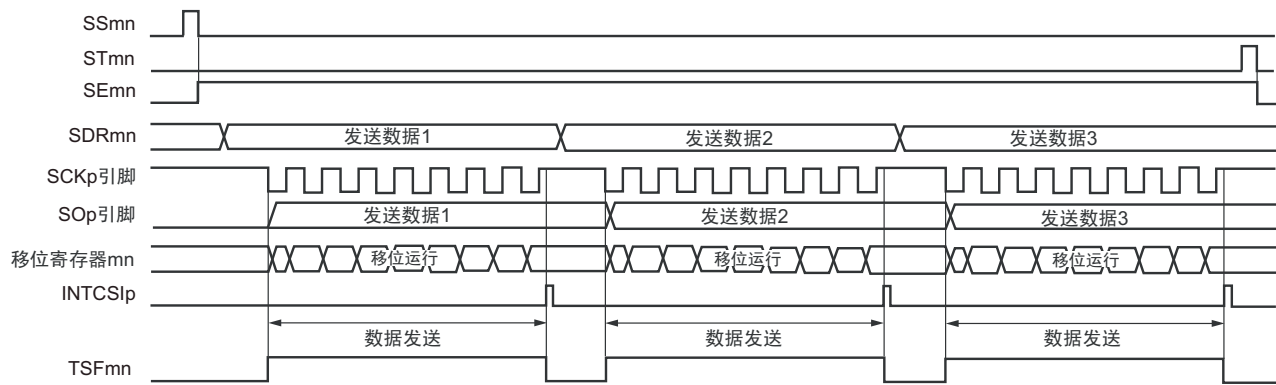 SSmn
STmn
SEmn
SDRmn 发送数据1 发送数据2 发送数据3
SCKp引脚
SOp引脚 发送数据1 发送数据2 发送数据3
移位寄存器mn 移位运行 移位运行 移位运行
INTCSIp
数据发送 数据发送 数据发送
TSFmn